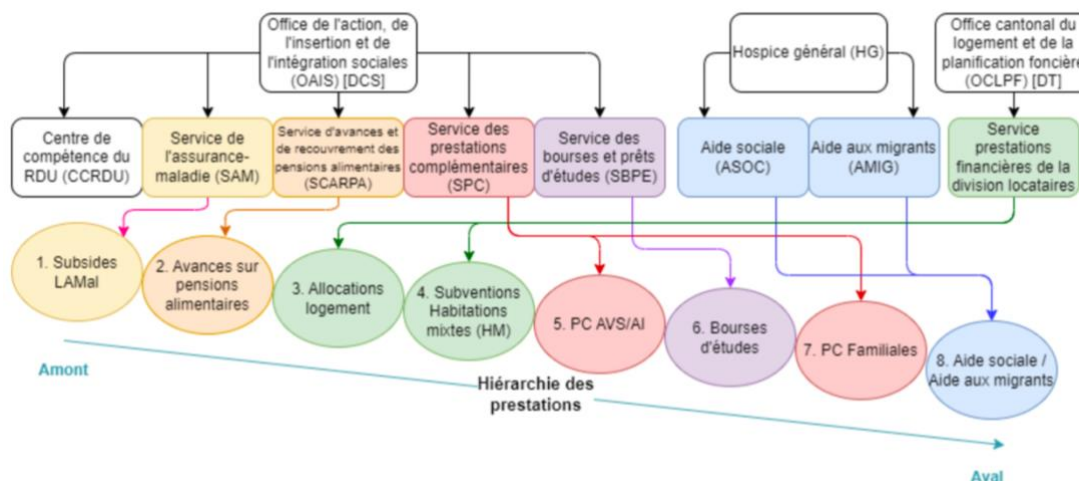 Office de l'action, de
l'insertion et de
l'intégration sociales
(OAIS) [DCS]
Hospice général (HG)
Office cantonal du
logement et de la
planification foncière
(OCLPF) [DT]
Centre de
compétence du
RDU (CCRDU)
Service de
l'assurance-
maladie (SAM)
Service d'avances et
de recouvrement des
pensions alimentaires
(SCARPA)
Service des
prestations
complémentaires
(SPC)
Service des
bourses et prêts
d'études (SBPE)
Aide sociale
(ASOC)
Aide aux migrants
(AMIG)
Service
prestations
financières de la
division locataires
1. Subsides
LAMal
2. Avances sur
pensions
alimentaires
3. Allocations
logement
4. Subventions
Habitations
mixtes (HM)
5. PC AVS/AI
6. Bourses
d'études
7. PC Familiales
8. Aide sociale /
Aide aux migrants
Amont
Hiérarchie des
prestations
Aval